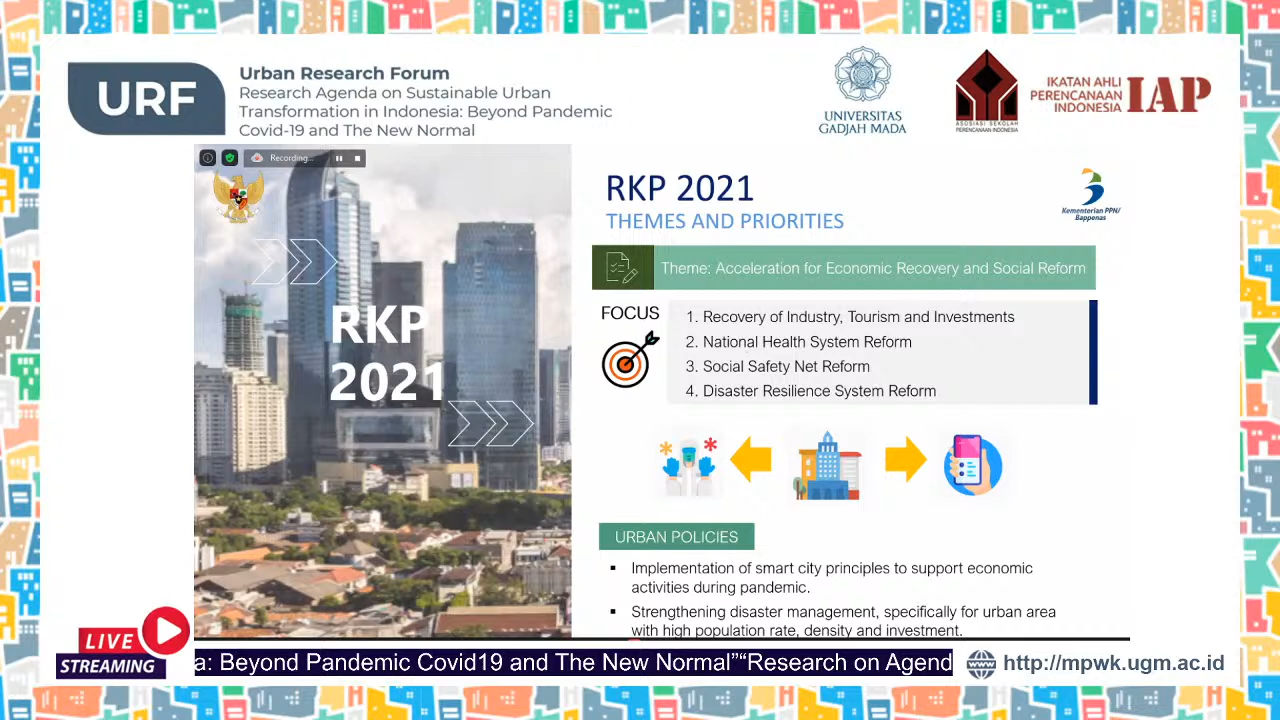 URF
Urban Research Forum
Research Agenda on Sustainable Urban
Transformation in Indonesia: Beyond Pandemic
Covid-19 and The New Normal
UNIVERSITAS
GADJAH MADA
ASOSIASI SEKOLAH
PERENCANAAN INDONESIA
IKATAN AHLI
PERENCANAAN
INDONESIA
IAP
Recording...
RKP
2021
RKP 2021
THEMES AND PRIORITIES
Kementerian PPN/
Bappenas
Theme: Acceleration for Economic Recovery and Social Reform
FOCUS
1. Recovery of Industry, Tourism and Investments
2. National Health System Reform
3. Social Safety Net Reform
4. Disaster Resilience System Reform
URBAN POLICIES
▪ Implementation of smart city principles to support economic
activities during pandemic.
▪ Strengthening disaster management, specifically for urban area
with high population rate, density and investment.
LIVE
STREAMING
a: Beyond Pandemic Covid19 and The New Normal”“Research on Agend
http://mpwk.ugm.ac.id